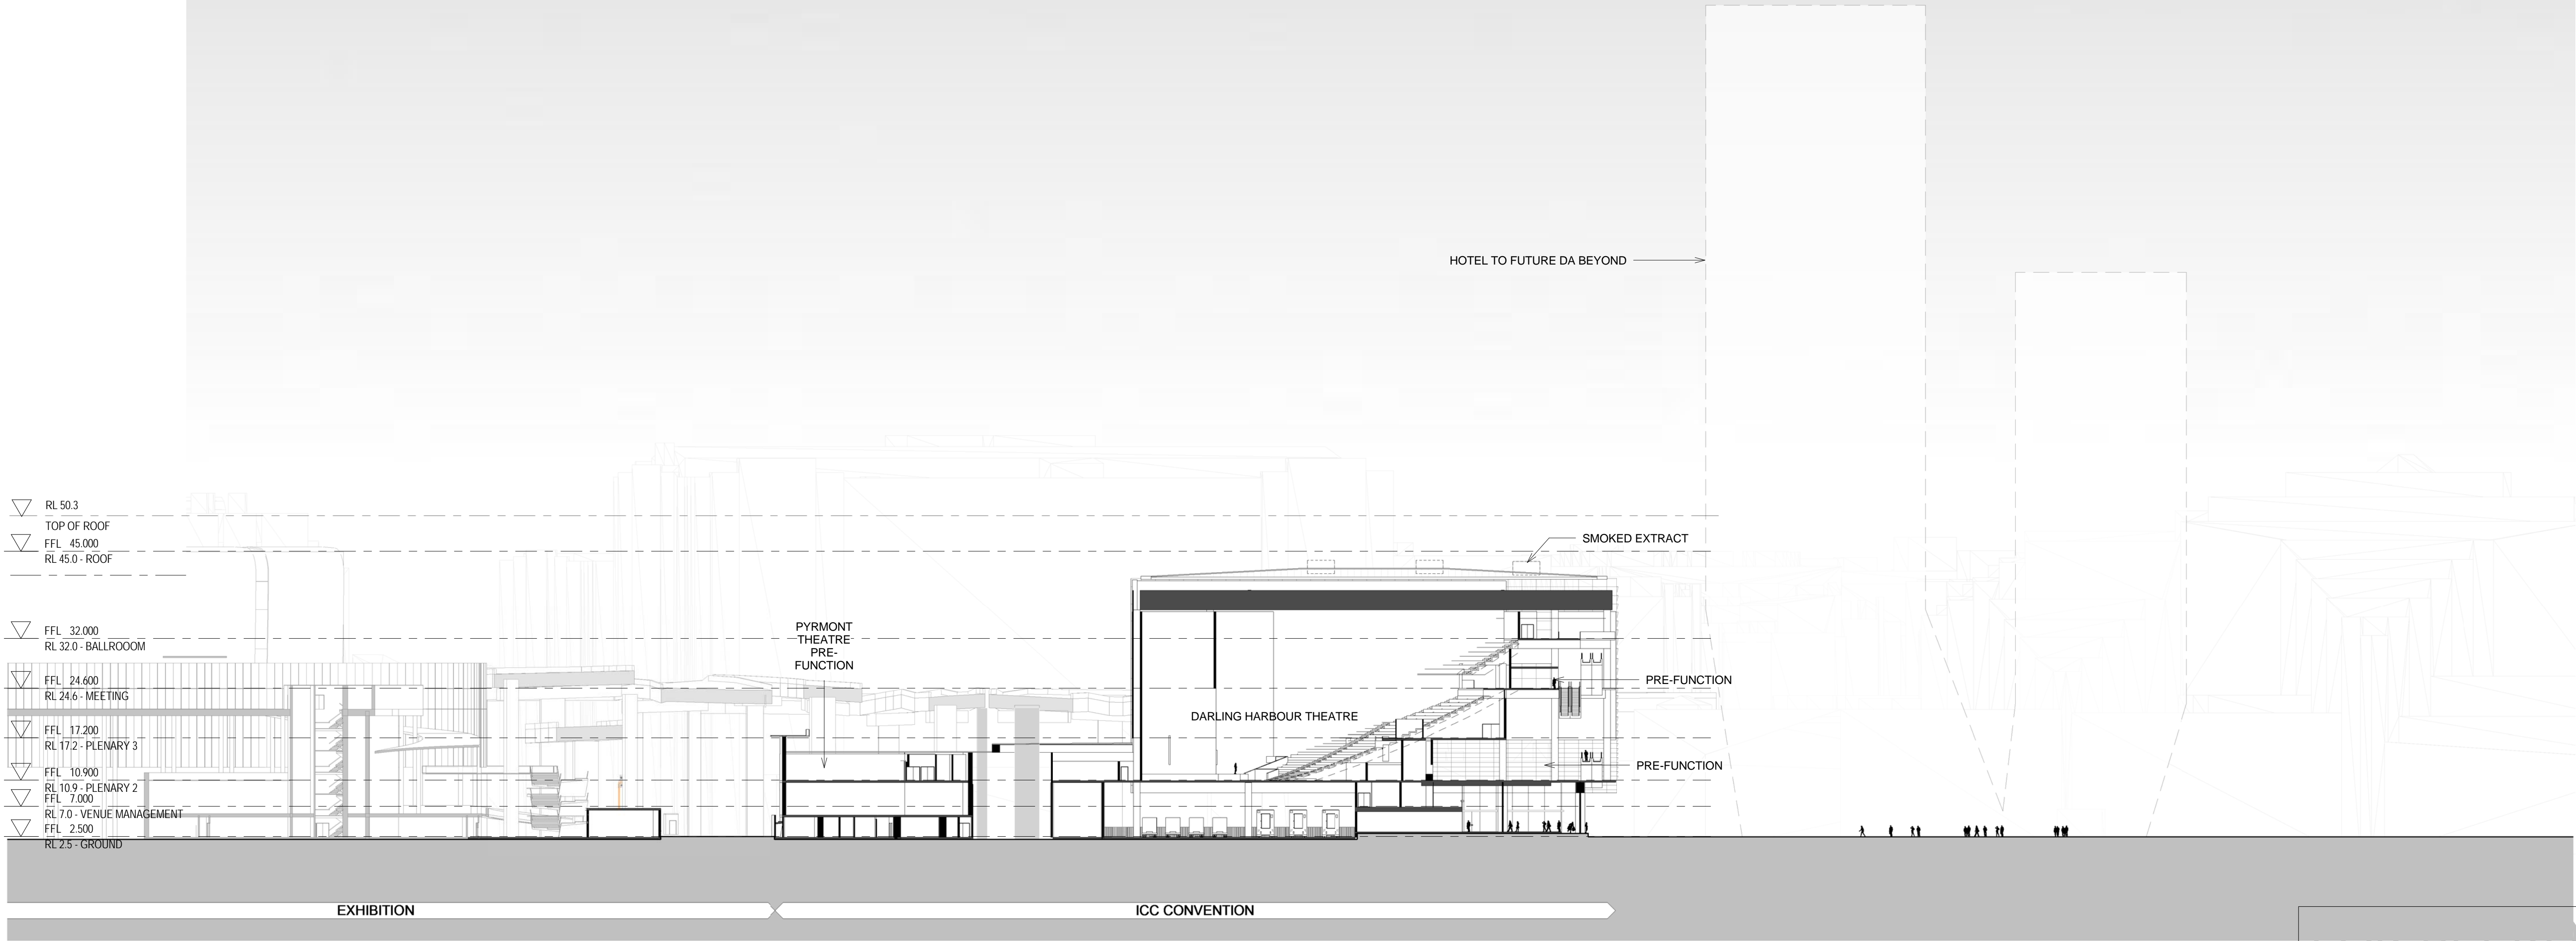 HOTEL TO FUTURE DA BEYOND
RL 50.3
TOP OF ROOF
FFL 45.000
RL 45.0 - ROOF
SMOKED EXTRACT
FFL 32.000
RL 32.0 - BALLROOOM
PYRMONT
THEATRE
PRE-
FUNCTION
FFL 24.600
RL 24.6 - MEETING
PRE-FUNCTION
DARLING HARBOUR THEATRE
FFL 17.200
RL 17.2 - PLENARY 3
PRE-FUNCTION
FFL 10.900
RL 10.9 - PLENARY 2
FFL 7.000
RL 7.0 - VENUE MANAGEMENT
FFL 2.500
RL 2.5 - GROUND
EXHIBITION
ICC CONVENTION